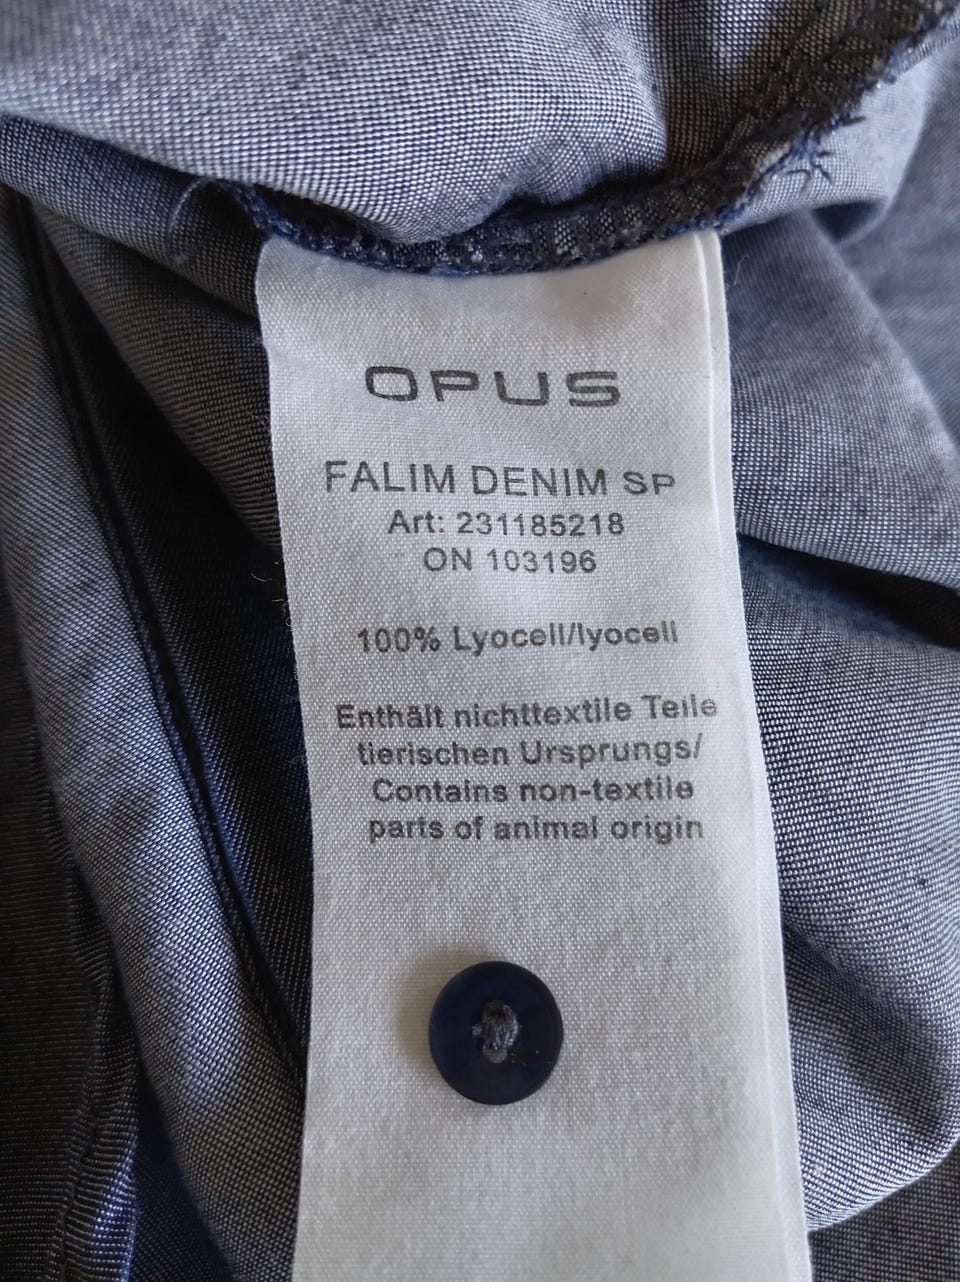 OPUS
FALIM DENIM SP
Art: 231185218
ON 103196
100% Lyocell/lyocell
Enthält nichttextile Teile
tierischen Ursprungs/
Contains non-textile
parts of animal origin